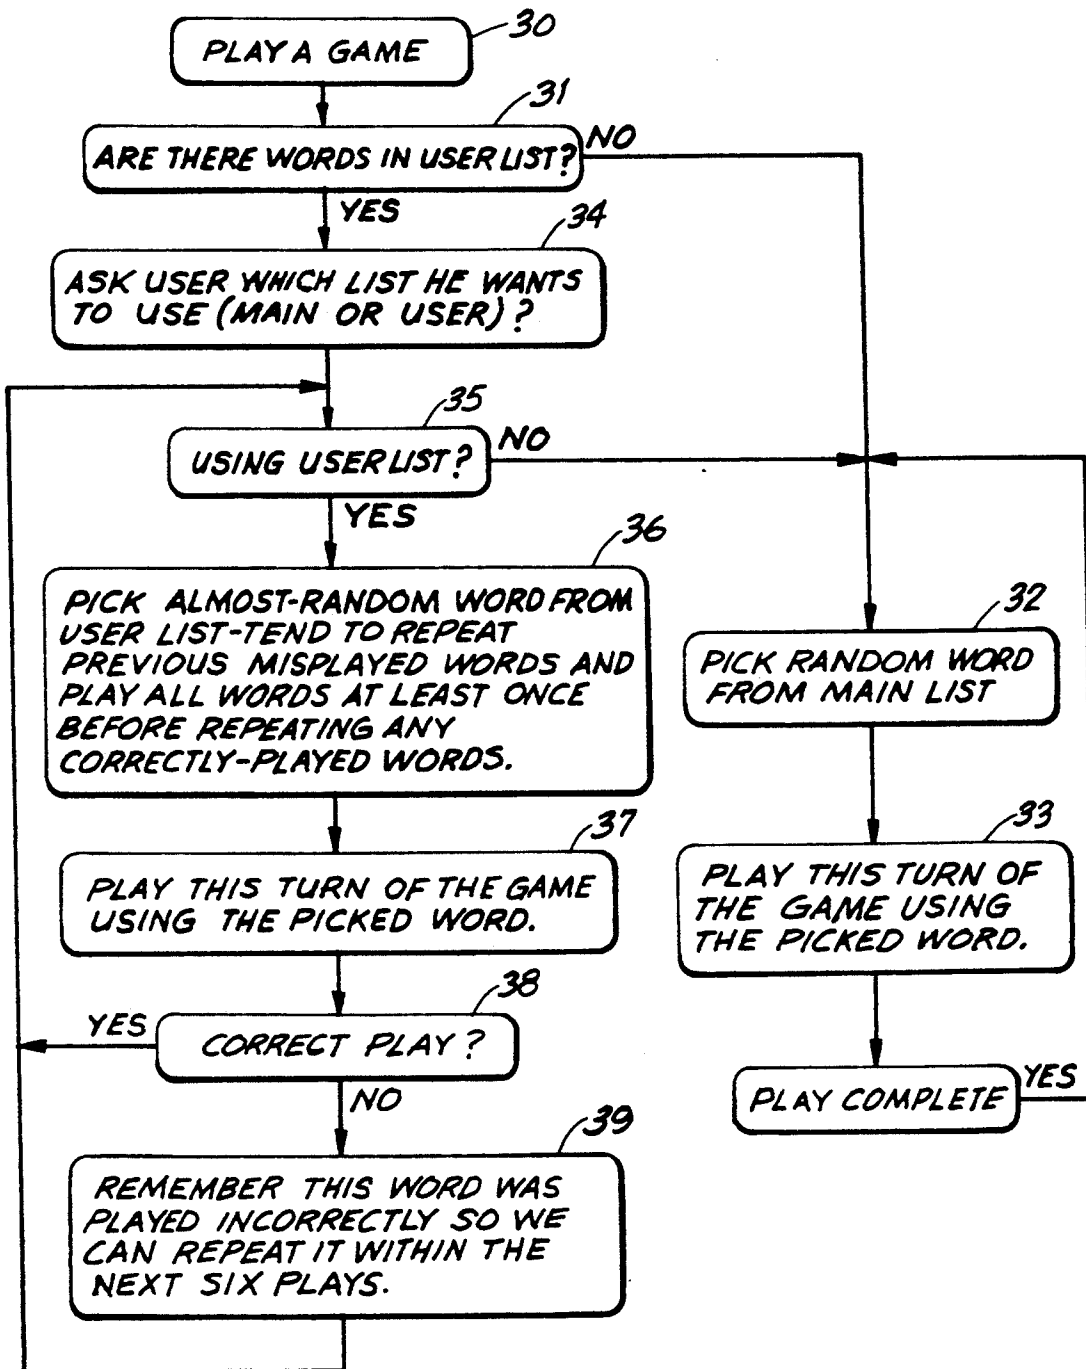 30
PLAY A GAME
31
ARE THERE WORDS IN USER LIST?
NO
YES
34
ASK USER WHICH LIST HE WANTS
TO USE (MAIN OR USER)?
35
USING USER LIST?
NO
YES
36
PICK ALMOST-RANDOM WORD FROM
USER LIST-TEND TO REPEAT
PREVIOUS MISPLAYED WORDS AND
PLAY ALL WORDS AT LEAST ONCE
BEFORE REPEATING ANY
CORRECTLY-PLAYED WORDS.
32
PICK RANDOM WORD
FROM MAIN LIST
37
PLAY THIS TURN OF THE GAME
USING THE PICKED WORD.
33
PLAY THIS TURN OF
THE GAME USING
THE PICKED WORD.
38
CORRECT PLAY?
YES
NO
PLAY COMPLETE
YES
39
REMEMBER THIS WORD WAS
PLAYED INCORRECTLY SO WE
CAN REPEAT IT WITHIN THE
NEXT SIX PLAYS.